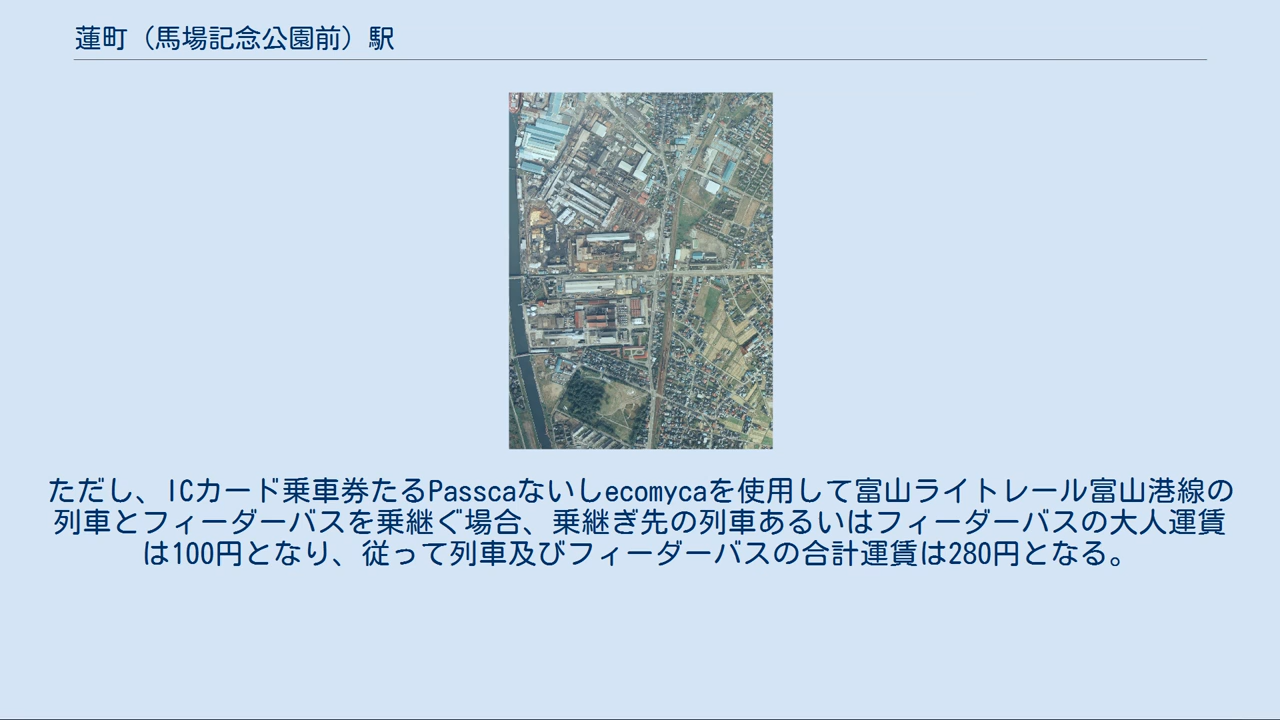 蓮町（馬場記念公園前）駅
ただし、ICカード乗車券たるPasscaないしecomycaを使用して富山ライトレール富山港線の
列車とフィーダーバスを乗継ぐ場合、乗継ぎ先の列車あるいはフィーダーバスの大人運賃
は100円となり、従って列車及びフィーダーバスの合計運賃は280円となる。